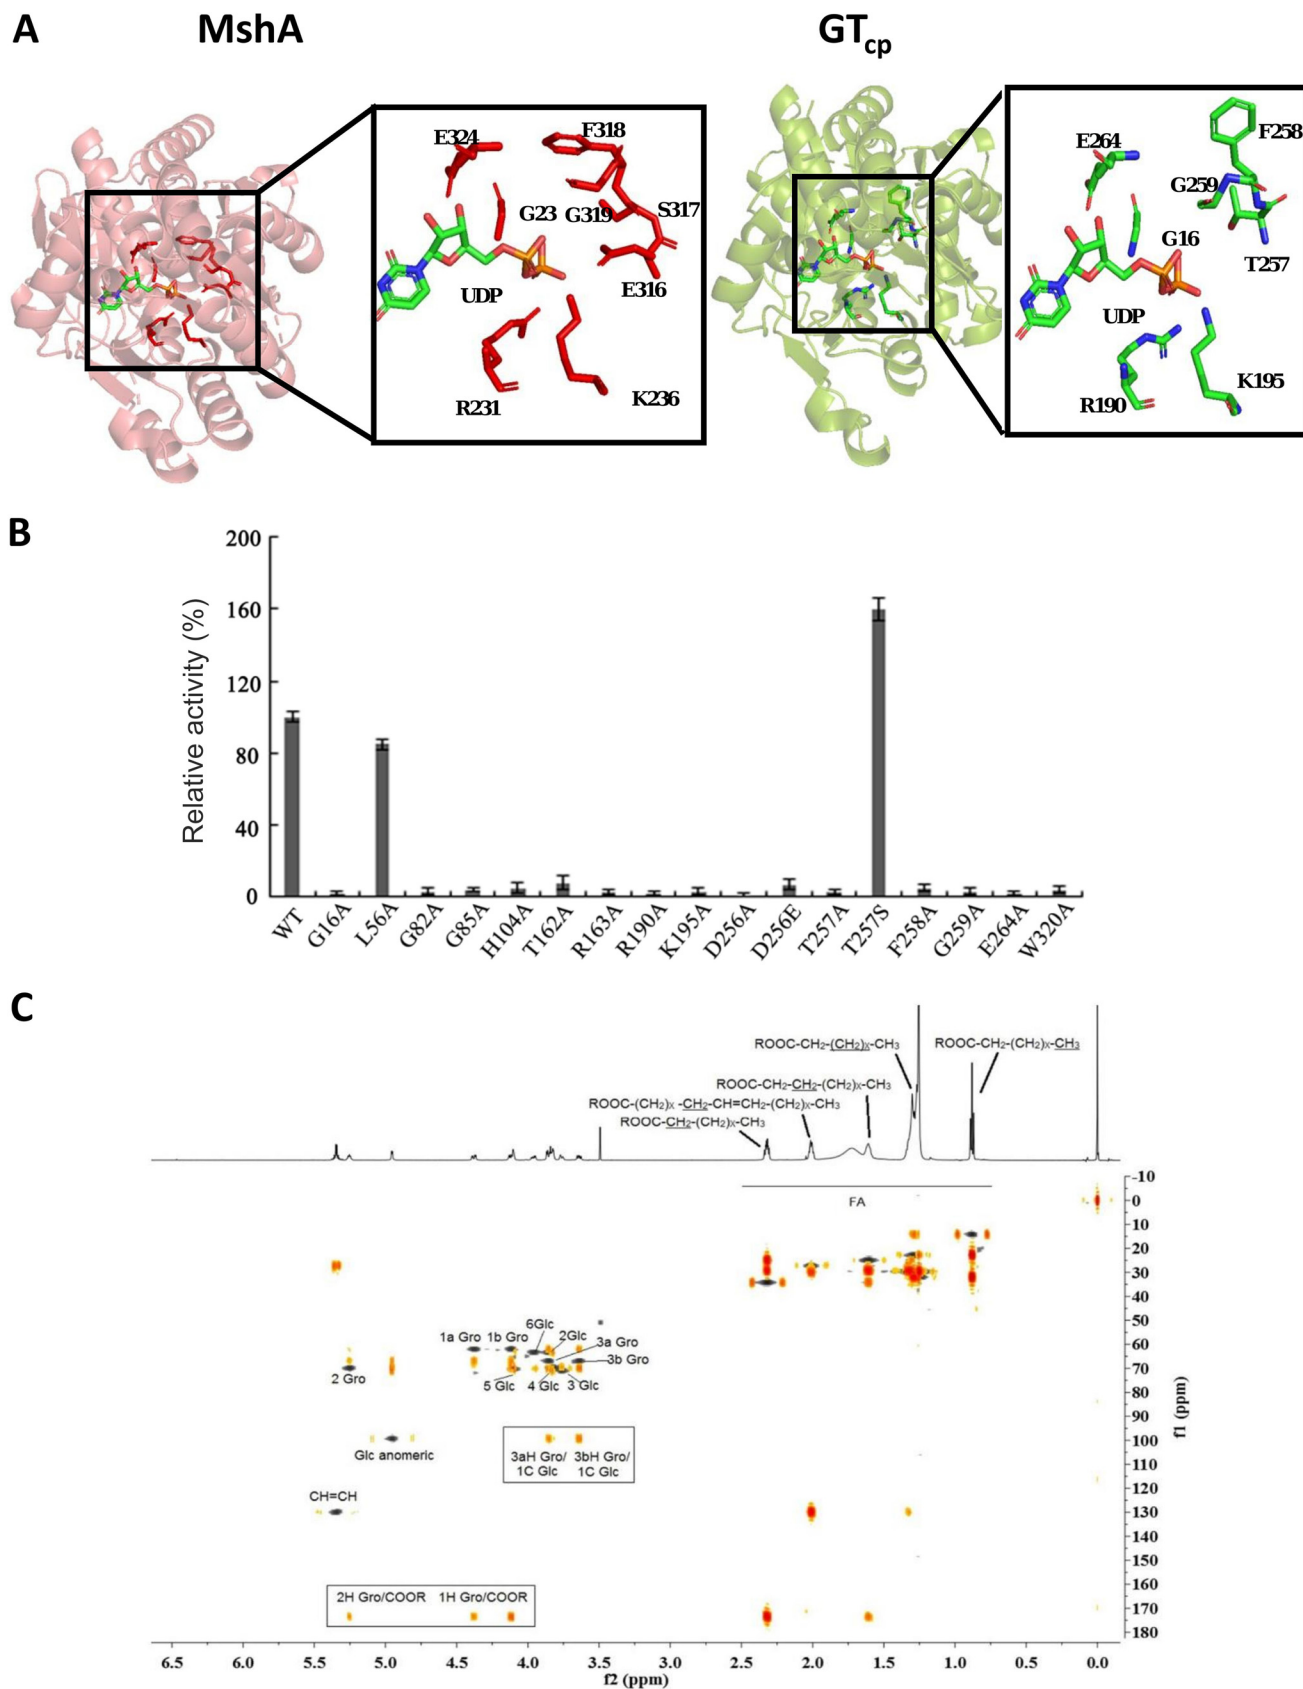 A MshA GTcp
E324 F318
G23 G319 S317
UDP E316
R231 K236
E264 F258
G259
G16
T257
UDP
K195
R190
B
Relative activity (%)
200
160
120
80
40
0
WT G16A L56A G82A G85A H104A T162A R163A R190A K195A D256A D256E T257A T257S F258A G259A E264A W320A
C
ROOC-CH2-(CH2)x-CH3 ROOC-CH2-(CH2)x-CH3
ROOC-CH2-CH2-(CH2)x-CH3
ROOC-(CH2)x -CH2-CH=CH2-(CH2)x-CH3
ROOC-CH2-(CH2)x-CH3
FA
6Glc
1a Gro 1b Gro 2Glc
3a Gro
3b Gro
2 Gro 5 Glc 4 Glc 3 Glc
Glc anomeric
3aH Gro/ 3bH Gro/
1C Glc 1C Glc
CH=CH
2H Gro/COOR 1H Gro/COOR
-10
0
10
20
30
40
50
60
70
80
90
100
110
120
130
140
150
160
170
180
f1 (ppm)
6.5 6.0 5.5 5.0 4.5 4.0 3.5 3.0 2.5 2.0 1.5 1.0 0.5 0.0
f2 (ppm)